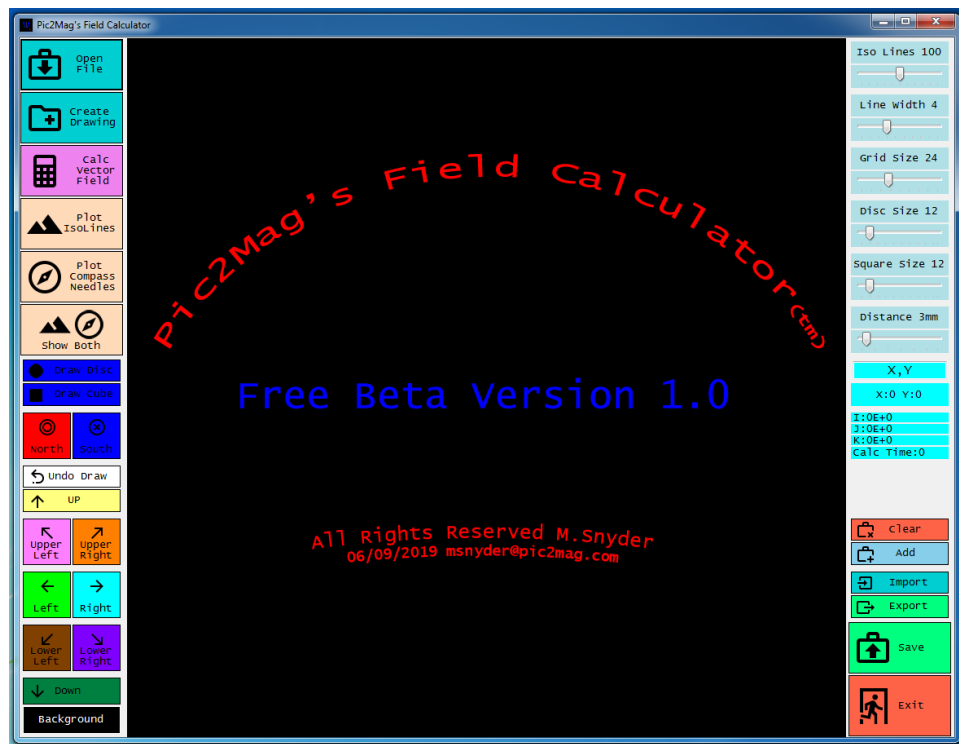 Pic2Mag's Field Calculator
Open
File
Create
Drawing
Calc
Vector
Field
Plot
IsoLines
Plot
Compass
Needles
Show Both
Draw Disc
Draw Cube
North
South
Undo Draw
UP
Upper
Left
Upper
Right
Left
Right
Lower
Left
Lower
Right
Down
Background
Pic2Mag's Field Calculator(tm)
Free Beta Version 1.0
All Rights Reserved M.Snyder
06/09/2019 msnyder@pic2mag.com
Iso Lines 100
Line Width 4
Grid Size 24
Disc Size 12
Square Size 12
Distance 3mm
X,Y
X:0 Y:0
I:0E+0
J:0E+0
K:0E+0
Calc Time:0
Clear
Add
Import
Export
Save
Exit